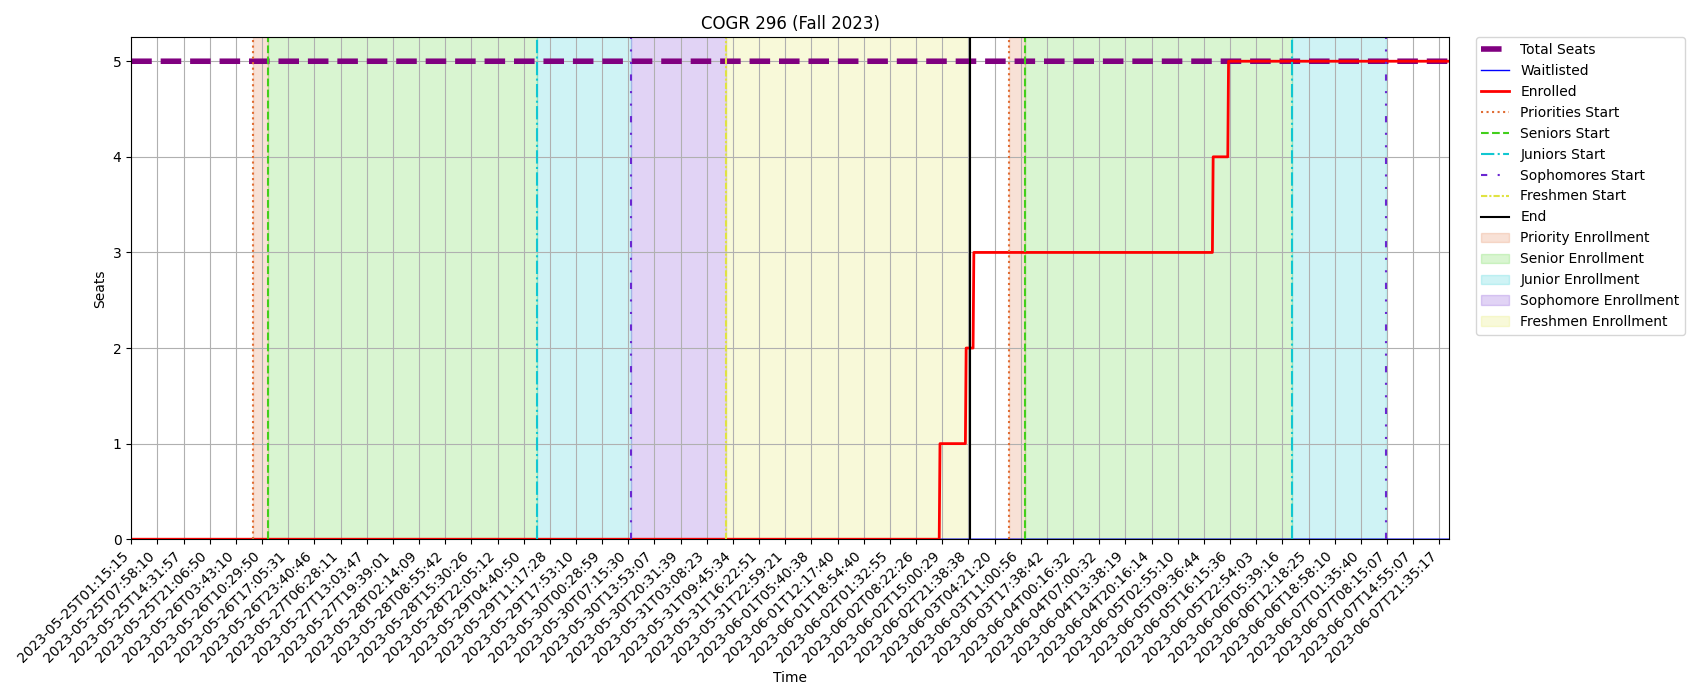 COGR 296 (Fall 2023)
Seats
5
4
3
2
1
0
2023-05-25T01:15:15
2023-05-25T07:58:10
2023-05-25T14:31:57
2023-05-25T21:06:50
2023-05-26T03:43:10
2023-05-26T10:29:50
2023-05-26T17:05:31
2023-05-26T23:40:46
2023-05-27T06:28:11
2023-05-27T13:03:47
2023-05-27T19:39:01
2023-05-28T02:14:09
2023-05-28T08:55:42
2023-05-28T15:30:26
2023-05-28T22:05:12
2023-05-29T04:40:50
2023-05-29T11:17:28
2023-05-29T17:53:10
2023-05-30T00:28:59
2023-05-30T07:15:30
2023-05-30T13:53:07
2023-05-30T20:31:39
2023-05-31T03:08:23
2023-05-31T09:45:34
2023-05-31T16:22:51
2023-05-31T22:59:21
2023-06-01T05:40:38
2023-06-01T12:17:40
2023-06-01T18:54:40
2023-06-02T01:32:55
2023-06-02T08:22:26
2023-06-02T15:00:29
2023-06-02T21:38:38
2023-06-03T04:21:20
2023-06-03T11:00:56
2023-06-03T17:38:42
2023-06-04T00:16:32
2023-06-04T07:00:32
2023-06-04T13:38:19
2023-06-04T20:16:14
2023-06-05T02:55:10
2023-06-05T09:36:44
2023-06-05T16:15:36
2023-06-05T22:54:03
2023-06-06T05:39:16
2023-06-06T12:18:25
2023-06-06T18:58:10
2023-06-07T01:35:40
2023-06-07T08:15:07
2023-06-07T14:55:07
2023-06-07T21:35:17
Time
Total Seats
Waitlisted
Enrolled
Priorities Start
Seniors Start
Juniors Start
Sophomores Start
Freshmen Start
End
Priority Enrollment
Senior Enrollment
Junior Enrollment
Sophomore Enrollment
Freshmen Enrollment